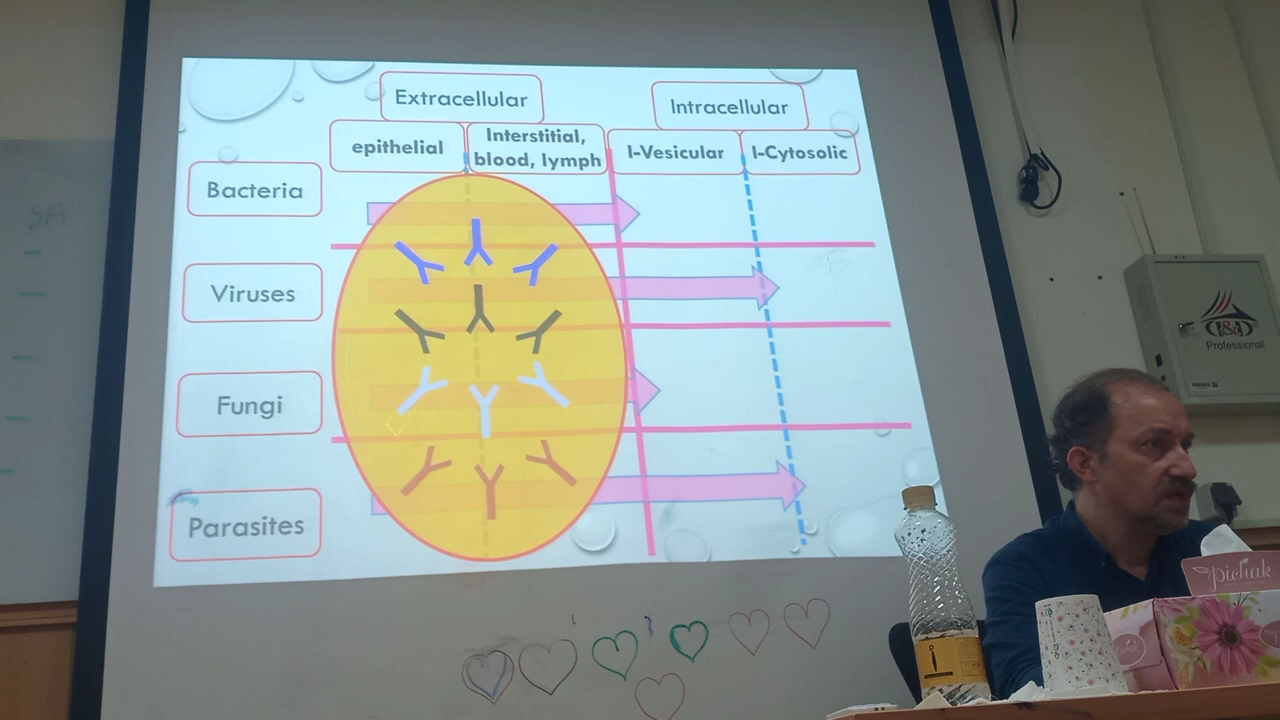 Extracellular
Intracellular
epithelial
Interstitial,
blood, lymph
I-Vesicular
I-Cytosolic
Bacteria
Viruses
Fungi
Parasites
Professional
pichak